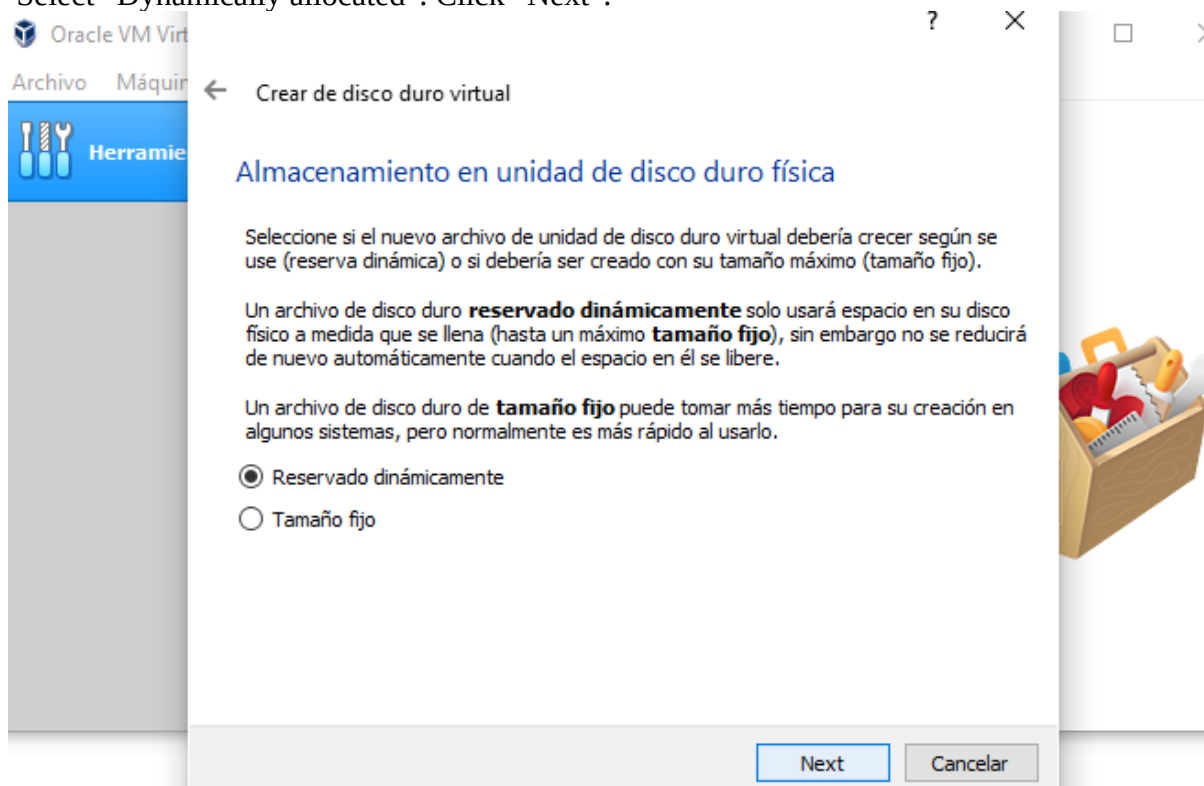 Select "Dynamically allocated". Click "Next".
Oracle VM Virt
? X
Archivo Máquin
← Crear de disco duro virtual
Herramie
Almacenamiento en unidad de disco duro física
Seleccione si el nuevo archivo de unidad de disco duro virtual debería crecer según se
use (reserva dinámica) o si debería ser creado con su tamaño máximo (tamaño fijo).
Un archivo de disco duro reservado dinámicamente solo usará espacio en su disco
físico a medida que se llena (hasta un máximo tamaño fijo), sin embargo no se reducirá
de nuevo automáticamente cuando el espacio en él se libere.
Un archivo de disco duro de tamaño fijo puede tomar más tiempo para su creación en
algunos sistemas, pero normalmente es más rápido al usarlo.
Reservado dinámicamente
Tamaño fijo
Next Cancelar